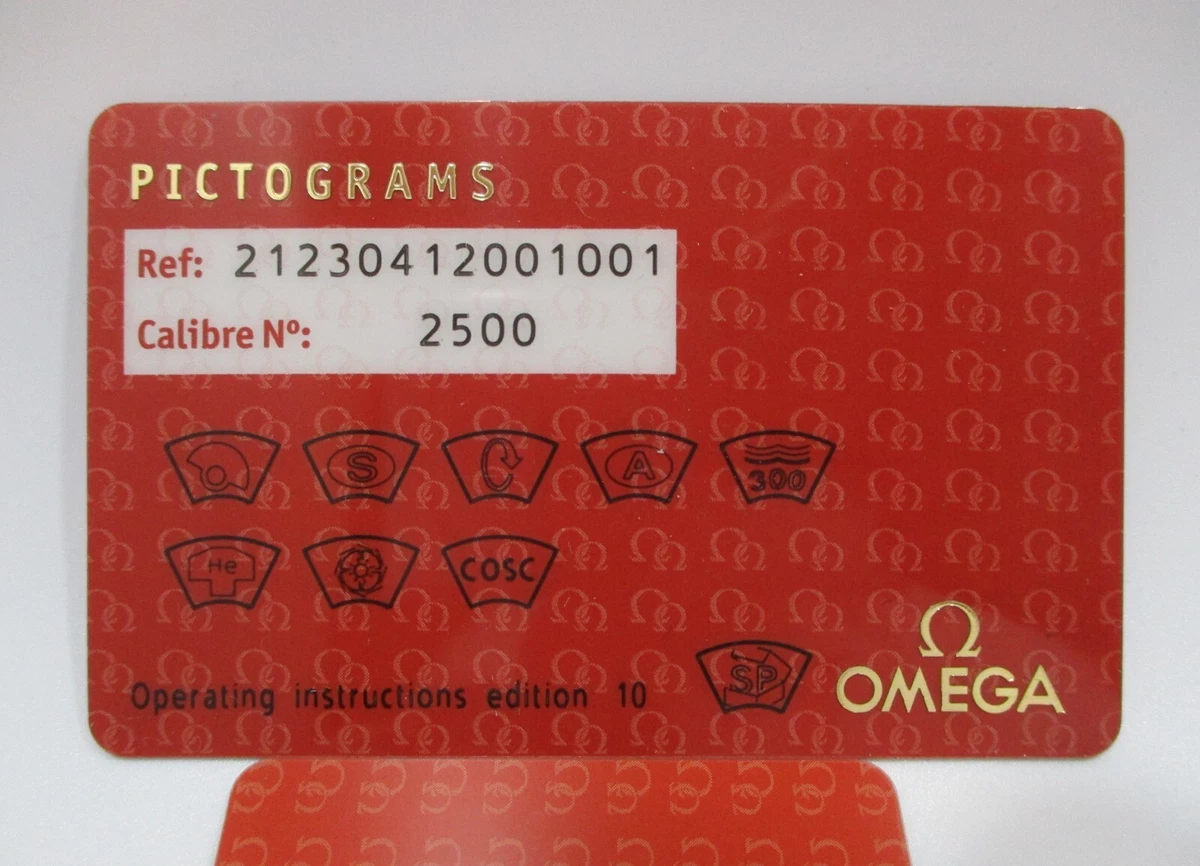 PICTOGRAMS
Ref: 21230412001001
Calibre Nº: 2500
S A 300
He COSC
SP
Operating instructions edition 10
Ω
OMEGA